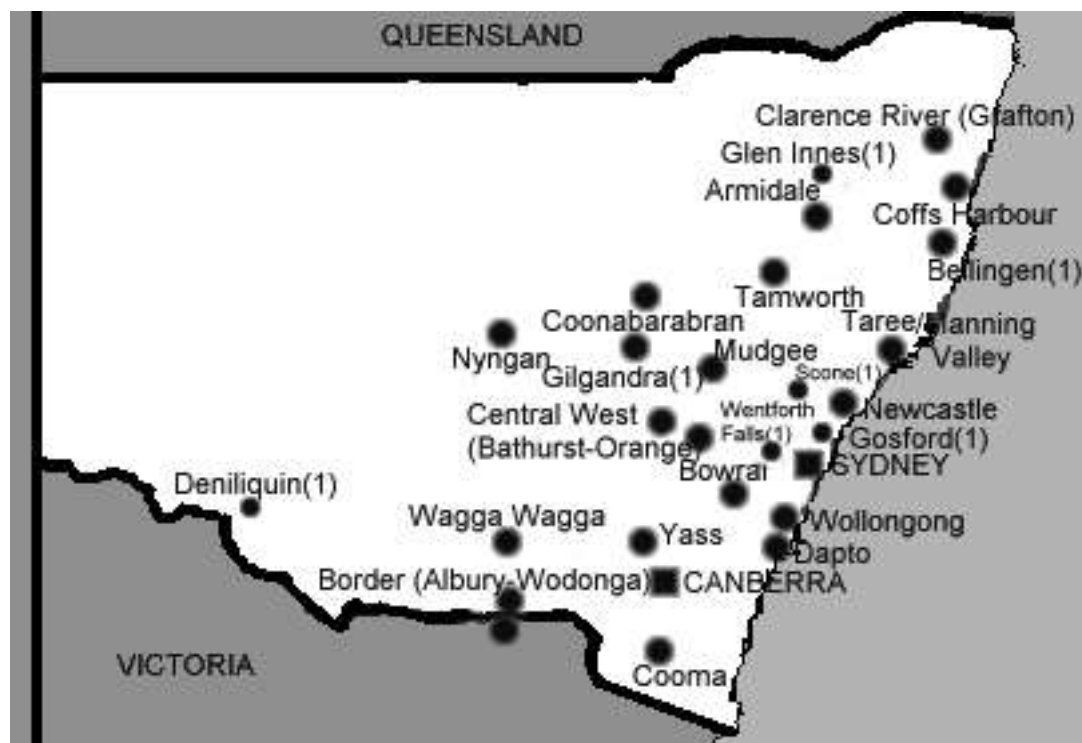 QUEENSLAND
Clarence River (Grafton)
Glen Innes(1)
Armidale
Coffs Harbour
Bellingen(1)
Tamworth
Coonabarabran
Taree/Manning
Valley
Nyngan
Mudgee
Gilgandra(1)
Scone(1)
Central West
(Bathurst-Orange)
Wentforth
Falls(1)
Newcastle
Gosford(1)
Bowral
SYDNEY
Deniliquin(1)
Wagga Wagga
Yass
Wollongong
Dapto
Border (Albury-Wodonga)
CANBERRA
VICTORIA
Cooma